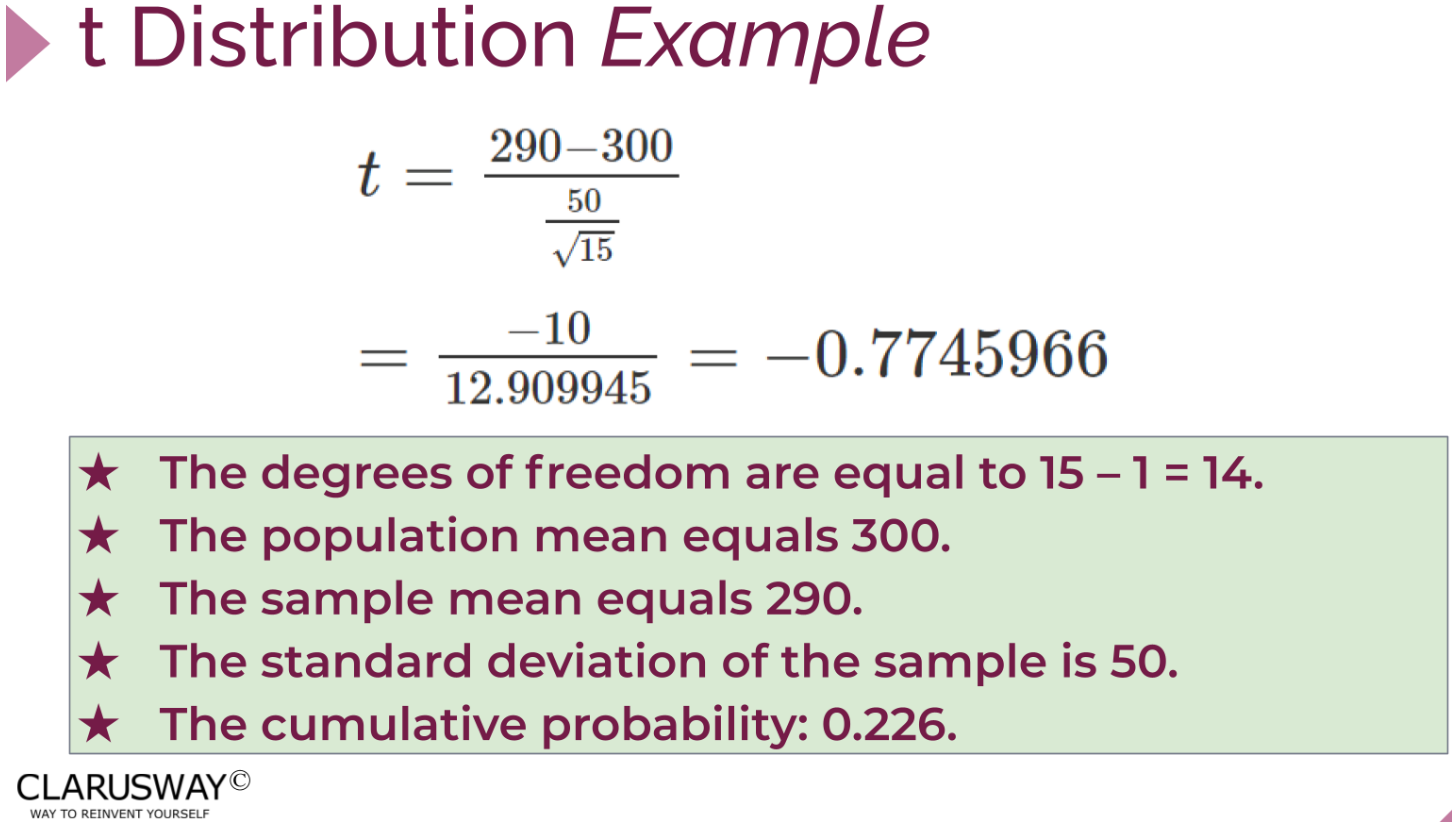 t Distribution Example
t = \frac{290-300}{\frac{50}{\sqrt{15}}}
= \frac{-10}{12.909945} = -0.7745966
★ The degrees of freedom are equal to 15 – 1 = 14.
★ The population mean equals 300.
★ The sample mean equals 290.
★ The standard deviation of the sample is 50.
★ The cumulative probability: 0.226.
CLARUSWAY©
WAY TO REINVENT YOURSELF